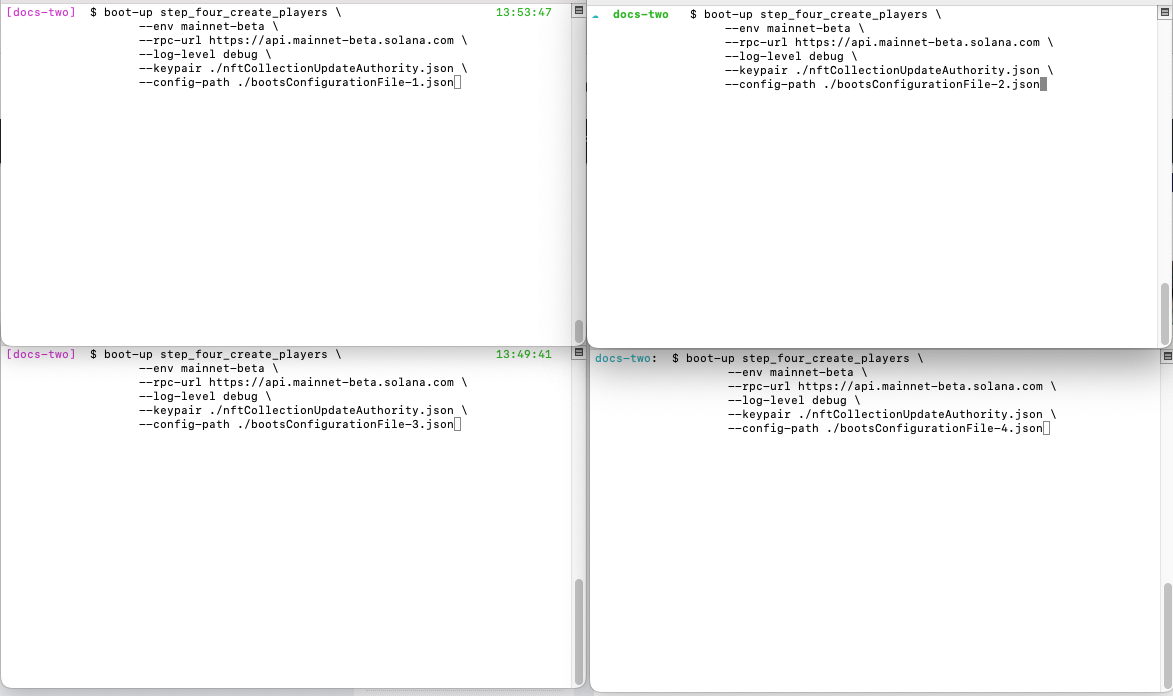 [docs-two] $ boot-up step_four_create_players \ 13:53:47
--env mainnet-beta \
--rpc-url https://api.mainnet-beta.solana.com \
--log-level debug \
--keypair ./nftCollectionUpdateAuthority.json \
--config-path ./bootsConfigurationFile-1.json
docs-two $ boot-up step_four_create_players \
--env mainnet-beta \
--rpc-url https://api.mainnet-beta.solana.com \
--log-level debug \
--keypair ./nftCollectionUpdateAuthority.json \
--config-path ./bootsConfigurationFile-2.json
[docs-two] $ boot-up step_four_create_players \ 13:49:41
--env mainnet-beta \
--rpc-url https://api.mainnet-beta.solana.com \
--log-level debug \
--keypair ./nftCollectionUpdateAuthority.json \
--config-path ./bootsConfigurationFile-3.json
docs-two: $ boot-up step_four_create_players \
--env mainnet-beta \
--rpc-url https://api.mainnet-beta.solana.com \
--log-level debug \
--keypair ./nftCollectionUpdateAuthority.json \
--config-path ./bootsConfigurationFile-4.json